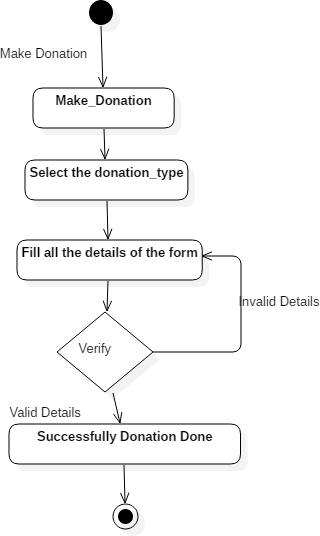 Make Donation
Make_Donation
Select the donation_type
Fill all the details of the form
Invalid Details
Verify
Valid Details
Successfully Donation Done